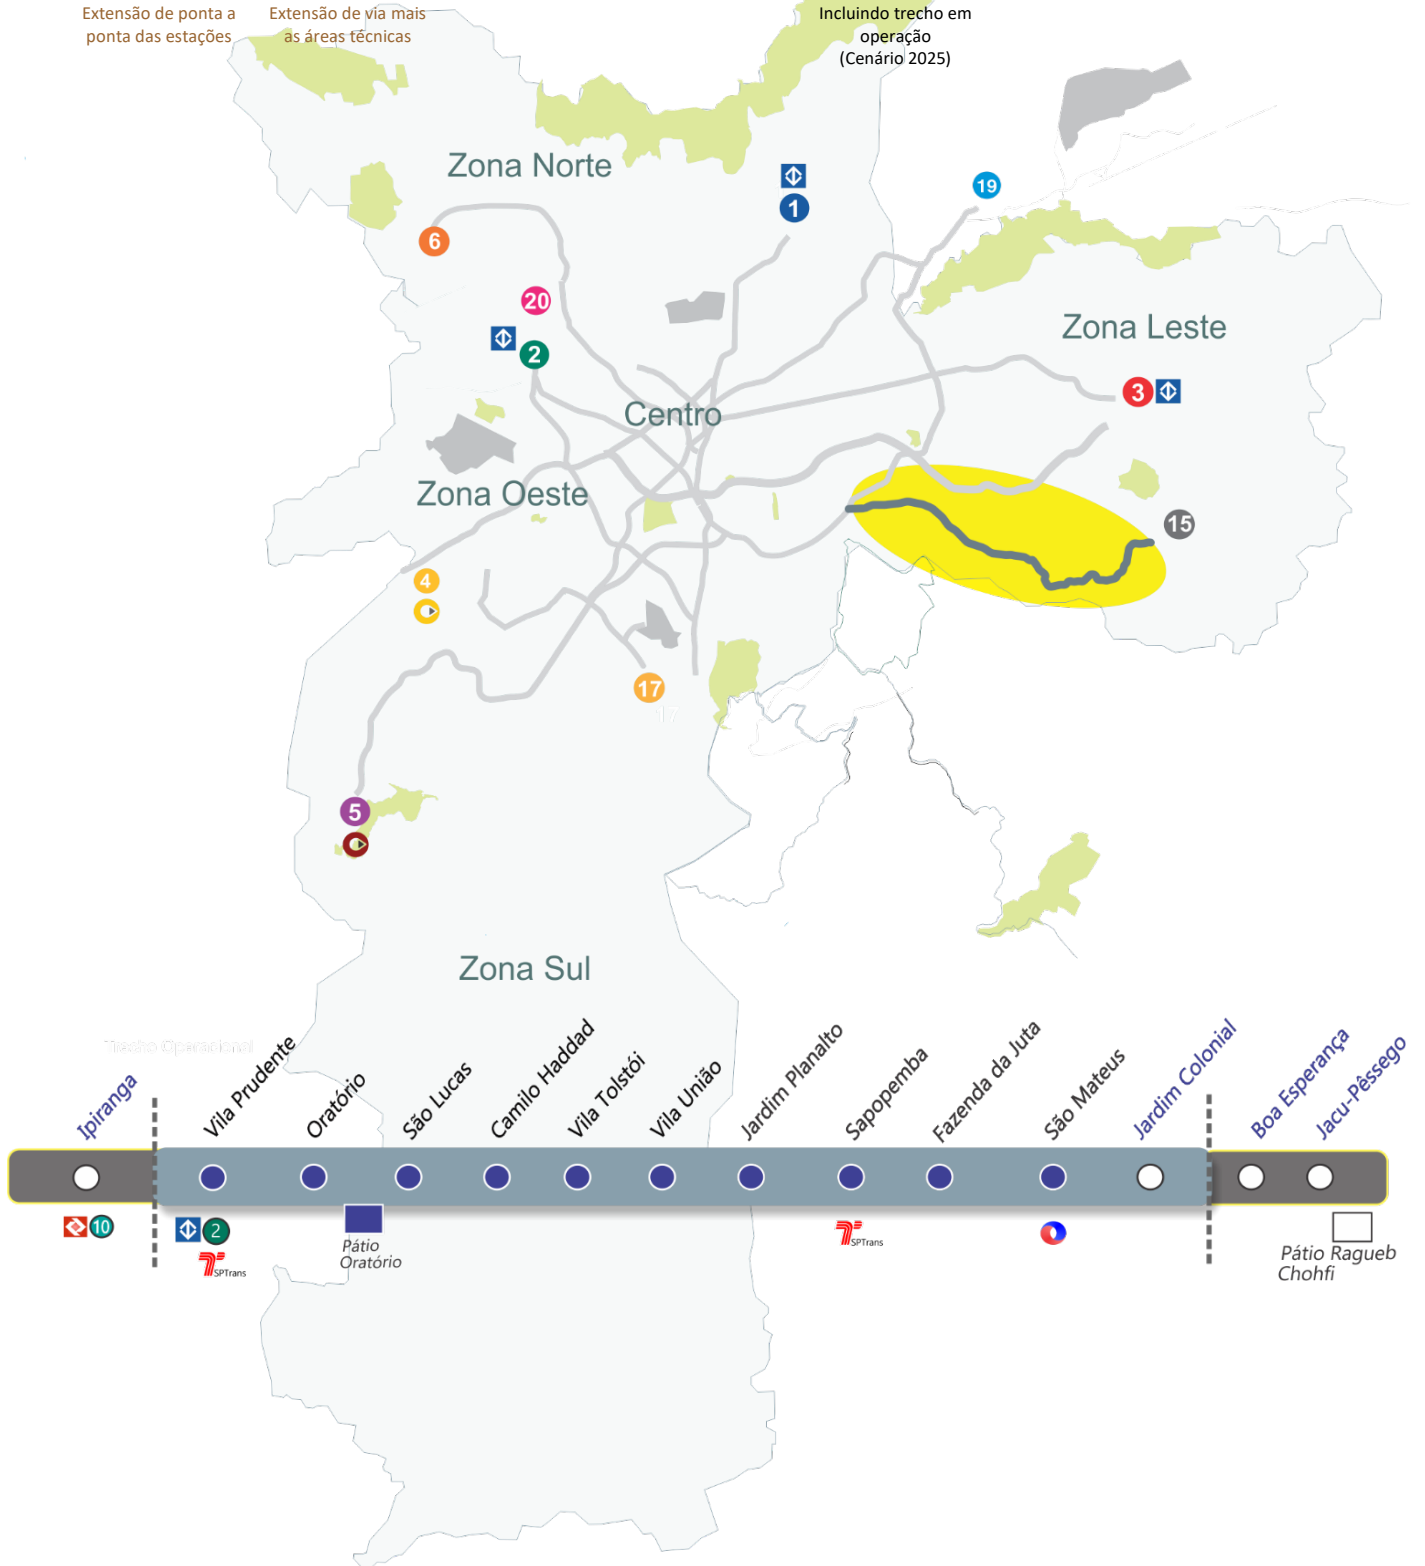 Extensão de ponta a
ponta das estações
Extensão de via mais
as áreas técnicas
Incluindo trecho em
operação
(Cenário 2025)
Zona Norte
1
19
6
20
2
Zona Leste
3
Centro
Zona Oeste
15
4
17
17
5
Zona Sul
Trecho Operacional
Ipiranga
Vila Prudente
Oratório
São Lucas
Camilo Haddad
Vila Tolstói
Vila União
Jardim Planalto
Sapopemba
Fazenda da Juta
São Mateus
Jardim Colonial
Boa Esperança
Jacu-Pêssego
10
2
SPTrans
Pátio
Oratório
SPTrans
Pátio Ragueb
Chohfi